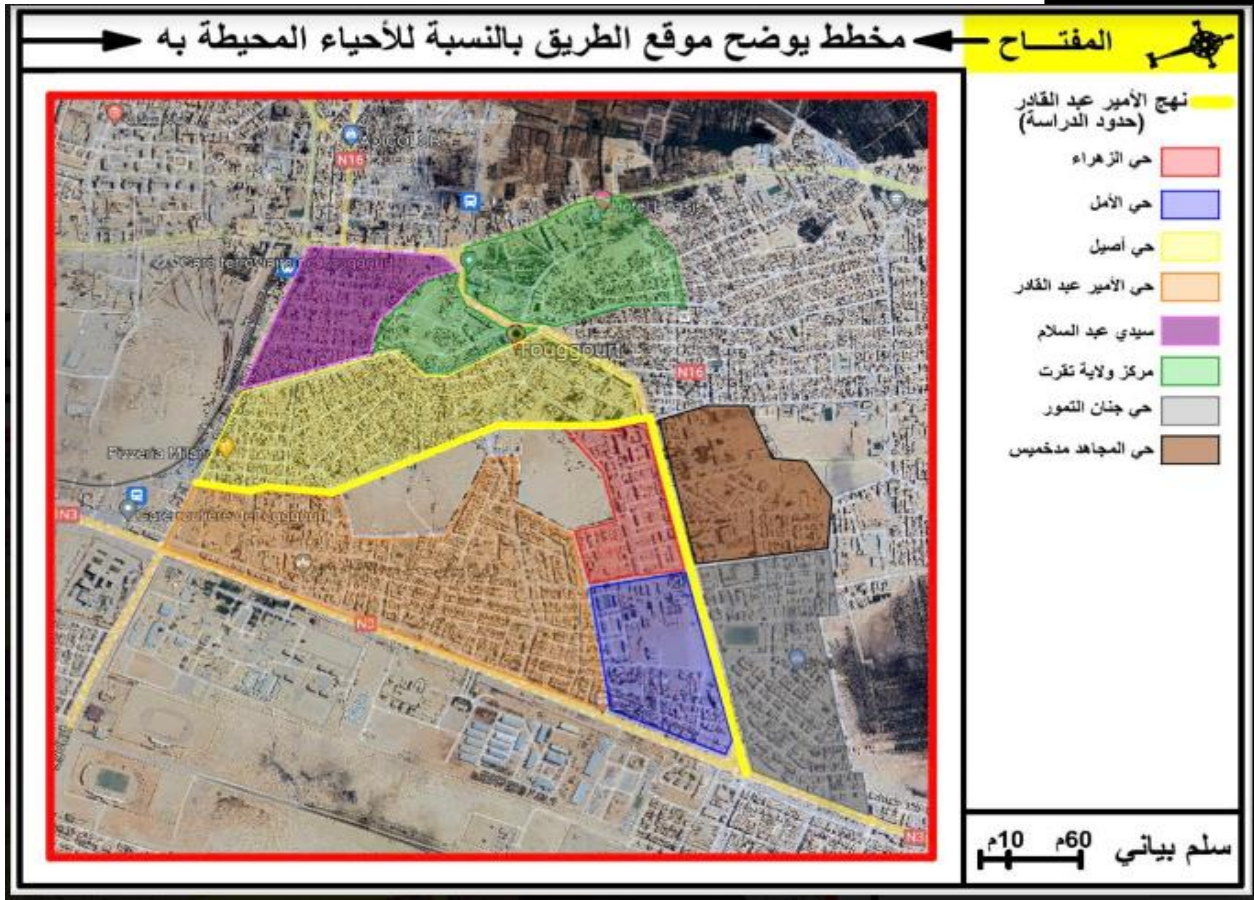 مخطط يوضح موقع الطريق بالنسبة للأحياء المحيطة به
المفتـــاح
نهج الأمير عبد القادر
(حدود الدراسة)
حي الزهراء
حي الأمل
حي أصيل
حي الأمير عبد القادر
سيدي عبد السلام
مركز ولاية تقرت
حي جنان التمور
حي المجاهد مدخميس
سلم بياني
10م 60م
N16
Touggourt
N16
Pizzeria
N3
N3
N3